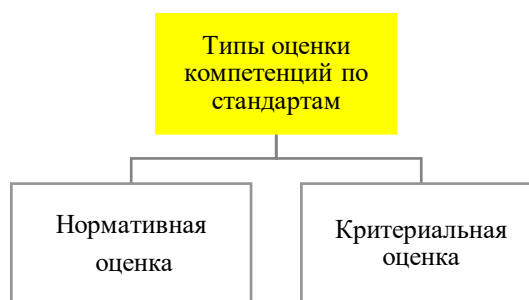 Типы оценки
компетенций по
стандартам
Нормативная
оценка
Критериальная
оценка